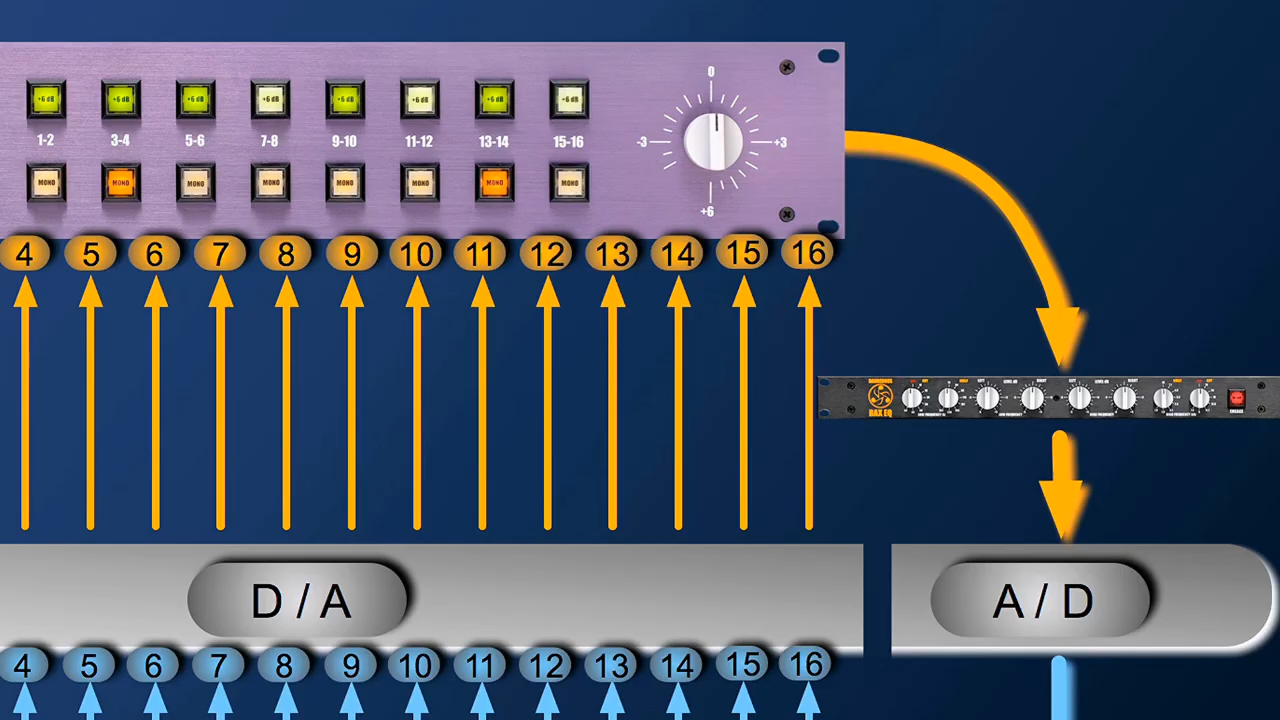 0
+6 dB +6 dB +6 dB +6 dB +6 dB +6 dB +6 dB +6 dB
1-2 3-4 5-6 7-8 9-10 11-12 13-14 15-16
-3 +3
MONO MONO MONO MONO MONO MONO MONO MONO
+6
4 5 6 7 8 9 10 11 12 13 14 15 16
BAX EQ
D / A
A / D
4 5 6 7 8 9 10 11 12 13 14 15 16